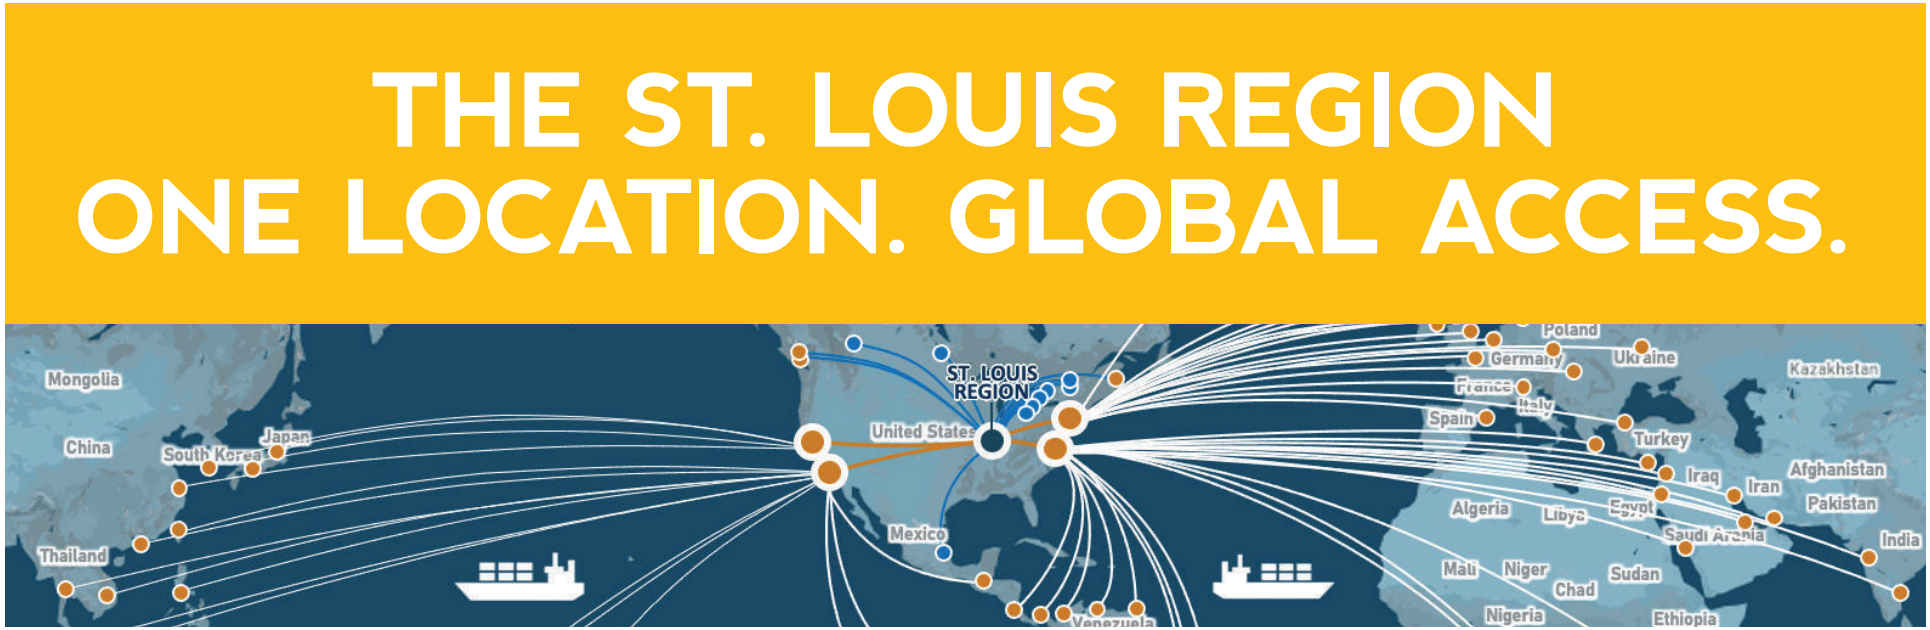 THE ST. LOUIS REGION
ONE LOCATION. GLOBAL ACCESS.
Poland
Germany
Ukraine
Kazakhstan
Mongolia
ST. LOUIS
REGION
France
Italy
Spain
United States
China
South Korea
Japan
Turkey
Iraq
Iran
Afghanistan
Pakistan
Algeria
Libya
Egypt
Saudi Arabia
India
Mexico
Thailand
Mali
Niger
Chad
Sudan
Nigeria
Ethiopia
Venezuela